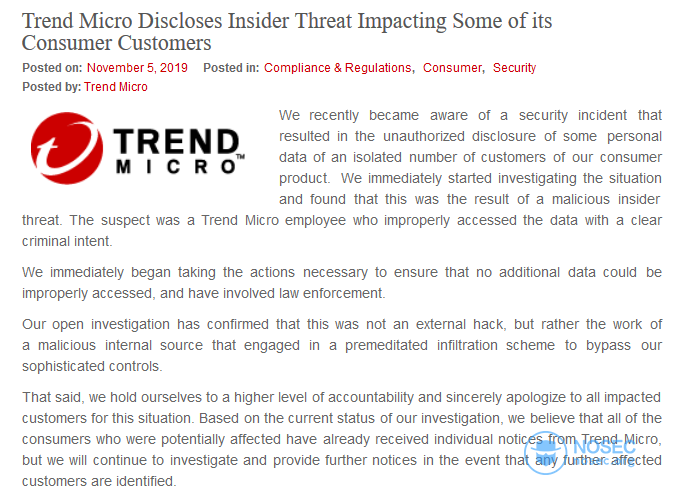 Trend Micro Discloses Insider Threat Impacting Some of its
Consumer Customers
Posted on: November 5, 2019 Posted in: Compliance & Regulations, Consumer, Security
Posted by: Trend Micro
TREND
MICRO™
We recently became aware of a security incident that
resulted in the unauthorized disclosure of some personal
data of an isolated number of customers of our consumer
product. We immediately started investigating the situation
and found that this was the result of a malicious insider
threat. The suspect was a Trend Micro employee who improperly accessed the data with a clear
criminal intent.
We immediately began taking the actions necessary to ensure that no additional data could be
improperly accessed, and have involved law enforcement.
Our open investigation has confirmed that this was not an external hack, but rather the work of
a malicious internal source that engaged in a premeditated infiltration scheme to bypass our
sophisticated controls.
That said, we hold ourselves to a higher level of accountability and sincerely apologize to all impacted
customers for this situation. Based on the current status of our investigation, we believe that all of the
consumers who were potentially affected have already received individual notices from Trend Micro,
but we will continue to investigate and provide further notices in the event that any further affected
customers are identified.
NOSEC